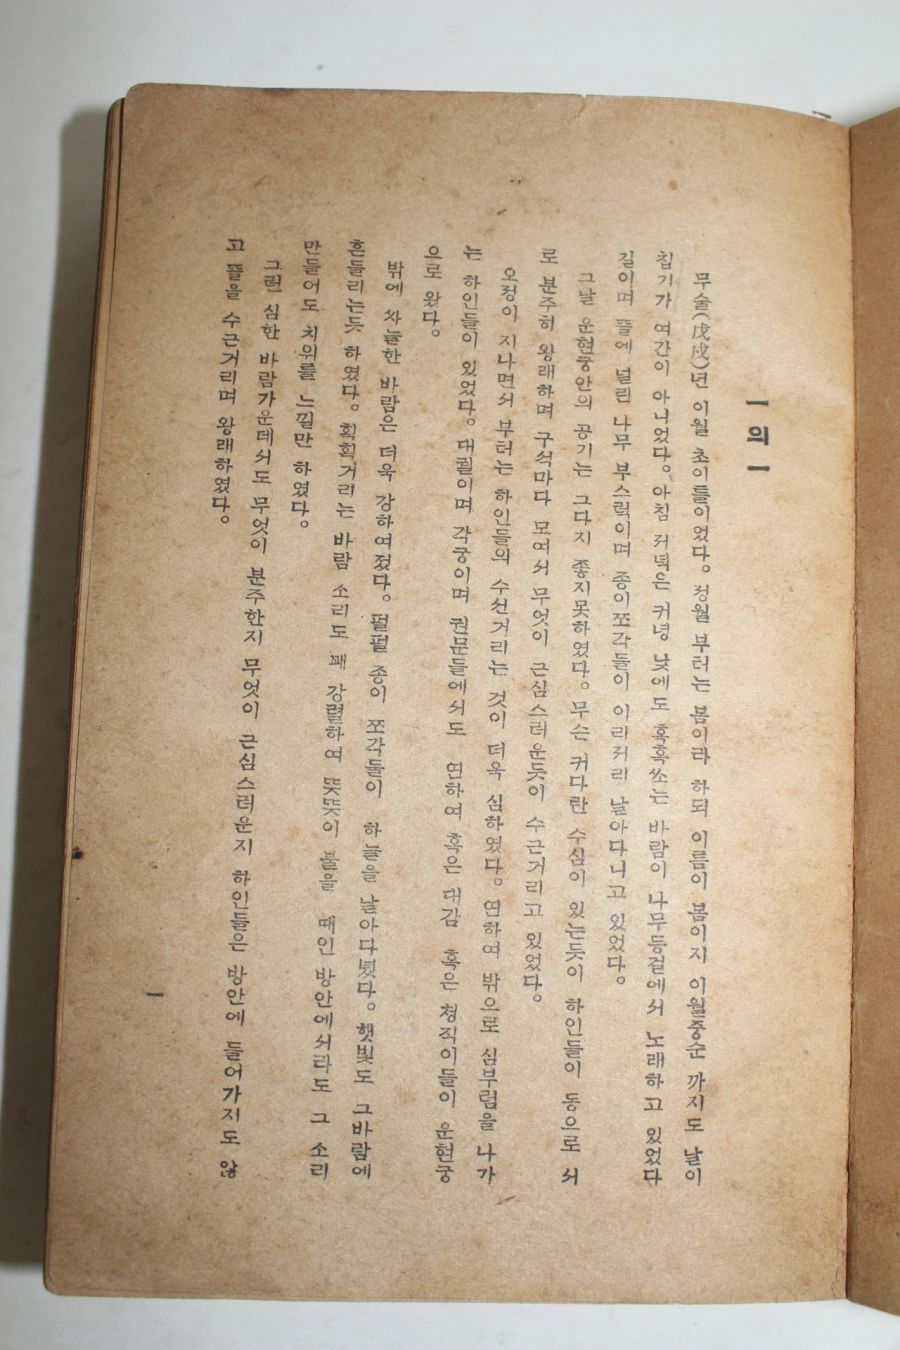 一의一
무술(戊戌)년 이월 초이틀이었다。 정월 부터는 봄이라 하되 이름이 봄이지 이월중순 까지도 날이
칩기가 여간이 아니었다。 아침 저녁은 커녕 낮에도 혹혹쏘는 바람이 나무등걸에서 노래하고 있었다
길이며 뜰에 널린 나무 부스럭이며 종이쪼각들이 이리저리 날아다니고 있었다。
그날 운현궁안의 공기는 그다지 좋지못하였다。 무슨 커다란 수심이 있는듯이 하인들이 동으로 서
로 분주히 왕래하며 구석마다 모여서 무엇이 근심스러운듯이 수근거리고 있었다。
오정이 지나면서 부터는 하인들의 수선거리는 것이 더욱 심하였다。 연하여 밖으로 심부럼을 나가
는 하인들이 있었다。 대궐이며 각궁이며 권문들에서도 연하여 혹은 대감 혹은 청직이들이 운현궁
으로 왔다。
밖에 싸늘한 바람은 더욱 강하여졌다。 펄펄 종이 쪼각들이 하늘을 날아다녔다。 햇빛도 그바람에
흔들리는듯 하였다。 획획거리는 바람 소리도 꽤 강렬하여 뜻뜻이 불을 때인 방안에서라도 그 소리
만들어도 치위를 느낄만 하였다。
그런 심한 바람가운데서도 무엇이 분주한지 무엇이 근심스러운지 하인들은 방안에 들어가지도 않
고 뜰을 수근거리며 왕래하였다。
一